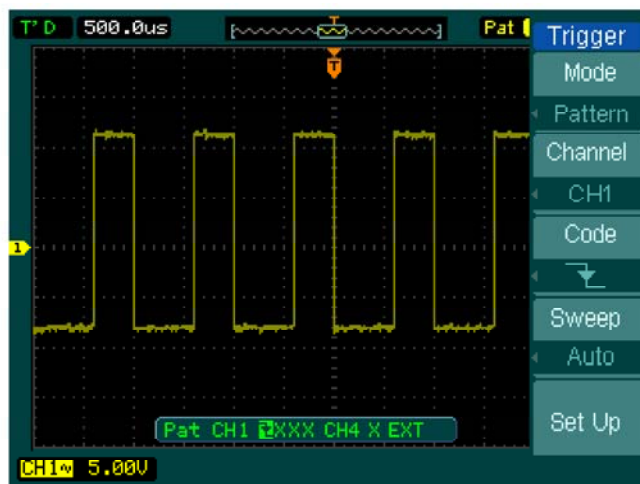 T'D 500.0us Pat
Trigger
Mode
Pattern
Channel
CH1
Code
Sweep
Auto
Set Up
T
T
1
Pat CH1 XXX CH4 X EXT
CH1∿ 5.00V